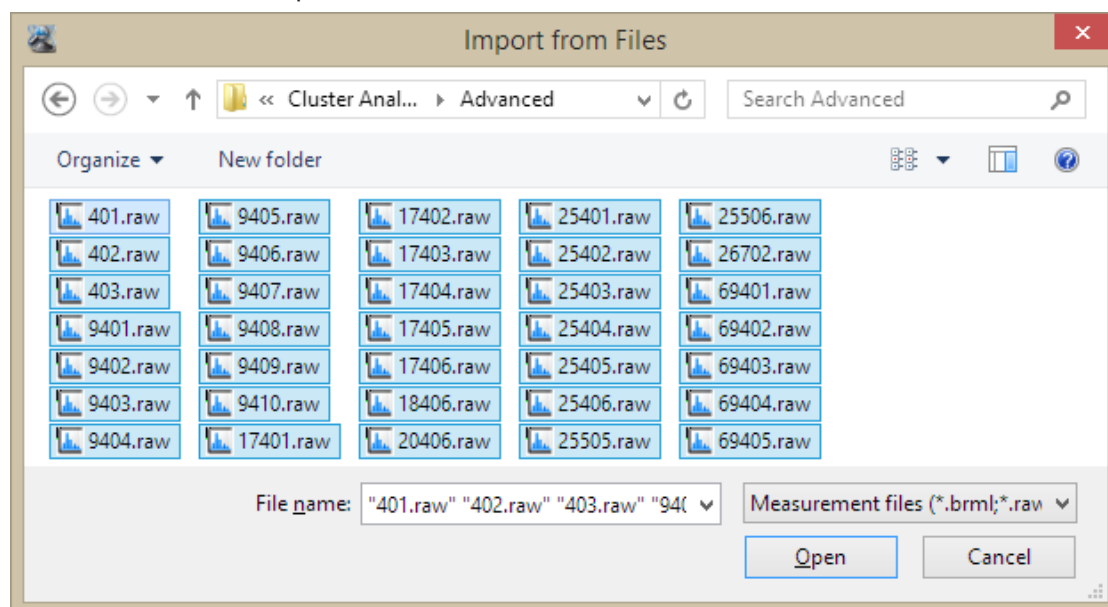 Import from Files
« Cluster Anal... Advanced Search Advanced
Organize New folder
401.raw 9405.raw 17402.raw 25401.raw 25506.raw
402.raw 9406.raw 17403.raw 25402.raw 26702.raw
403.raw 9407.raw 17404.raw 25403.raw 69401.raw
9401.raw 9408.raw 17405.raw 25404.raw 69402.raw
9402.raw 9409.raw 17406.raw 25405.raw 69403.raw
9403.raw 9410.raw 18406.raw 25406.raw 69404.raw
9404.raw 17401.raw 20406.raw 25505.raw 69405.raw
File name: "401.raw" "402.raw" "403.raw" "940 Measurement files (*.brml;*.raw
Open Cancel